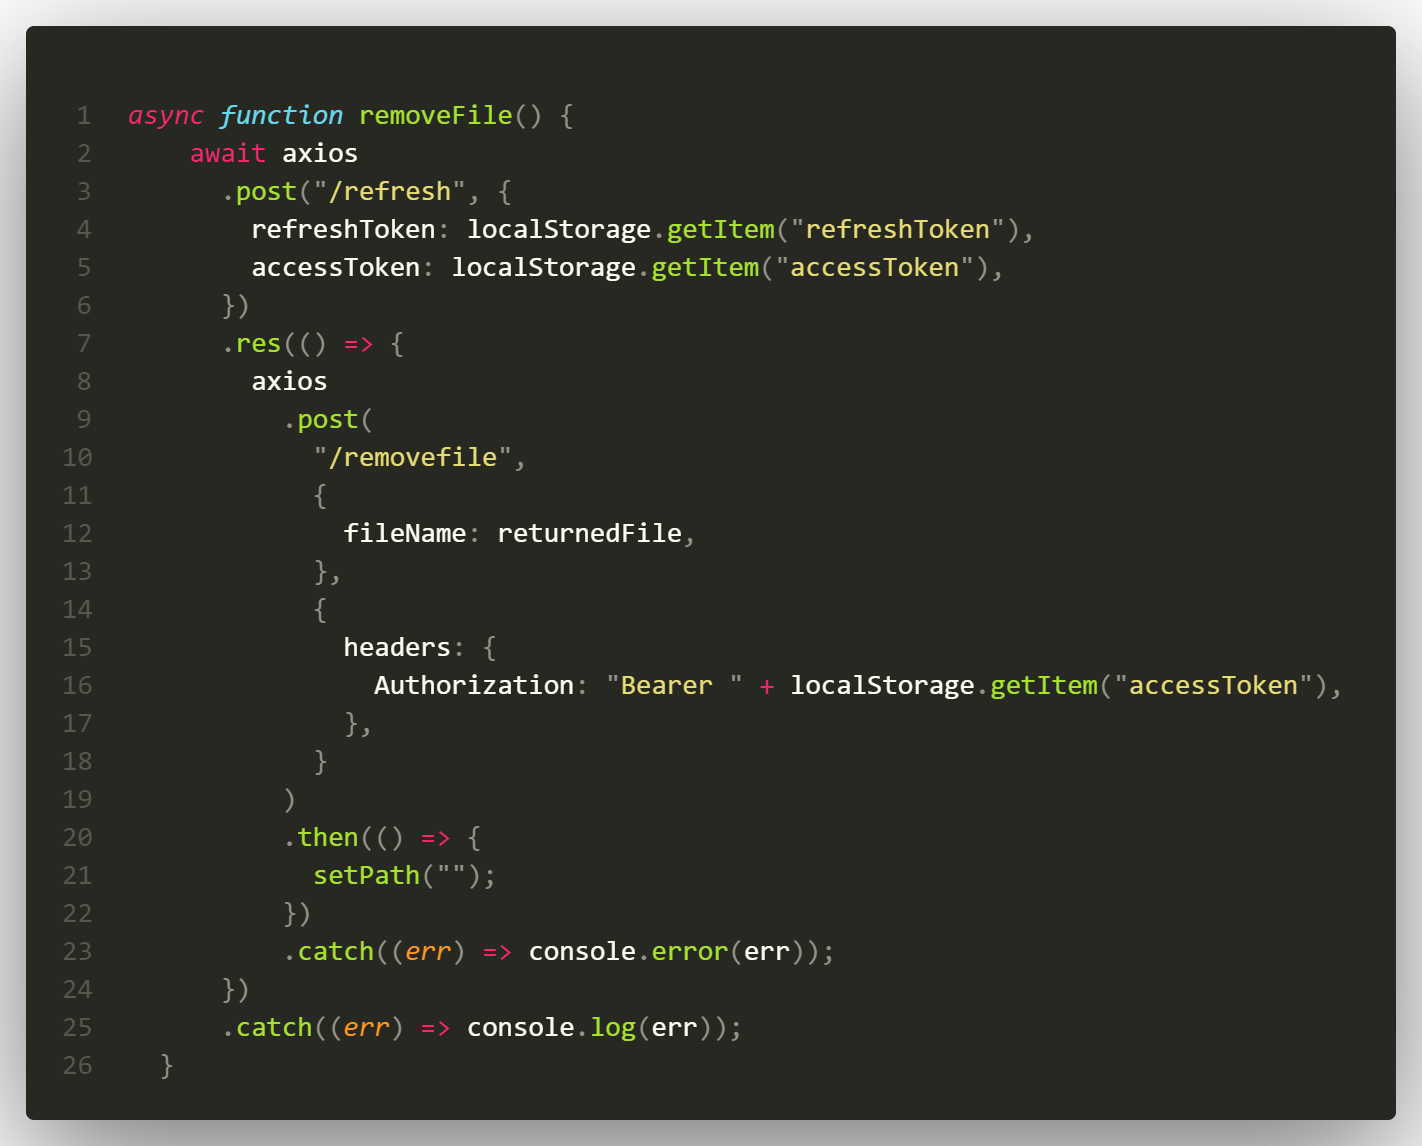 1 async function removeFile() {
2 await axios
3 .post("/refresh", {
4 refreshToken: localStorage.getItem("refreshToken"),
5 accessToken: localStorage.getItem("accessToken"),
6 })
7 .res(() => {
8 axios
9 .post(
10 "/removefile",
11 {
12 fileName: returnedFile,
13 },
14 {
15 headers: {
16 Authorization: "Bearer " + localStorage.getItem("accessToken"),
17 },
18 }
19 )
20 .then(() => {
21 setPath("");
22 })
23 .catch((err) => console.error(err));
24 })
25 .catch((err) => console.log(err));
26 }